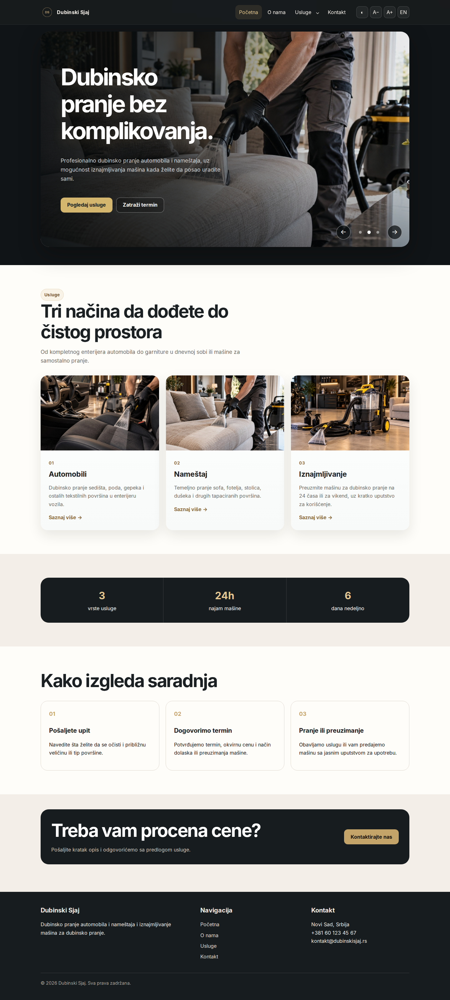 DS
Dubinski Sjaj
Početna
O nama
Usluge
Kontakt
A−
A+
EN
Dubinsko
pranje bez
komplikovanja.
Profesionalno dubinsko pranje automobila i nameštaja, uz
mogućnost iznajmljivanja mašina kada želite da posao uradite
sami.
Pogledaj usluge
Zatraži termin
←
→
Usluge
Tri načina da dođete do
čistog prostora
Od kompletnog enterijera automobila do garniture u dnevnoj sobi ili mašine za
samostalno pranje.
01
Automobili
Dubinsko pranje sedišta, poda, gepeka i
ostalih tekstilnih površina u enterijeru
vozila.
Saznaj više →
02
Nameštaj
Temeljno pranje sofa, fotelja, stolica,
dušeka i drugih tapaciranih površina.
Saznaj više →
03
Iznajmljivanje
Preuzmite mašinu za dubinsko pranje na
24 časa ili za vikend, uz kratko uputstvo
za korišćenje.
Saznaj više →
3
vrste usluge
24h
najam mašine
6
dana nedeljno
Kako izgleda saradnja
01
Pošaljete upit
Navedite šta želite da se očisti i približnu
veličinu ili tip površine.
02
Dogovorimo termin
Potvrđujemo termin, okvirnu cenu i način
dolaska ili preuzimanja mašine.
03
Pranje ili preuzimanje
Obavljamo uslugu ili vam predajemo
mašinu sa jasnim uputstvom za upotrebu.
Treba vam procena cene?
Pošaljite kratak opis i odgovorićemo sa predlogom usluge.
Kontaktirajte nas
Dubinski Sjaj
Dubinsko pranje automobila i nameštaja i iznajmljivanje
mašina za dubinsko pranje.
Navigacija
Početna
O nama
Usluge
Kontakt
Kontakt
Novi Sad, Srbija
+381 60 123 45 67
kontakt@dubinskisjaj.rs
© 2026 Dubinski Sjaj. Sva prava zadržana.